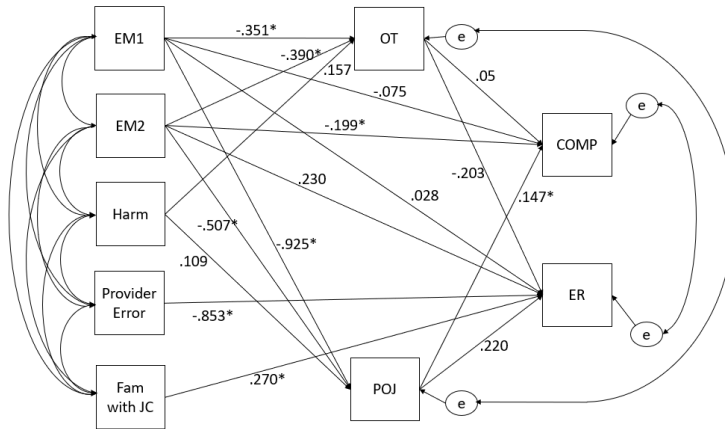 EM1
-.351*
OT
e
-.390*
.157
-.075
.05
EM2
-.199*
COMP
e
.230
-.203
.147*
.028
Harm
-.507*
-.925*
.109
Provider
Error
-.853*
ER
e
.220
.270*
Fam
with JC
POJ
e